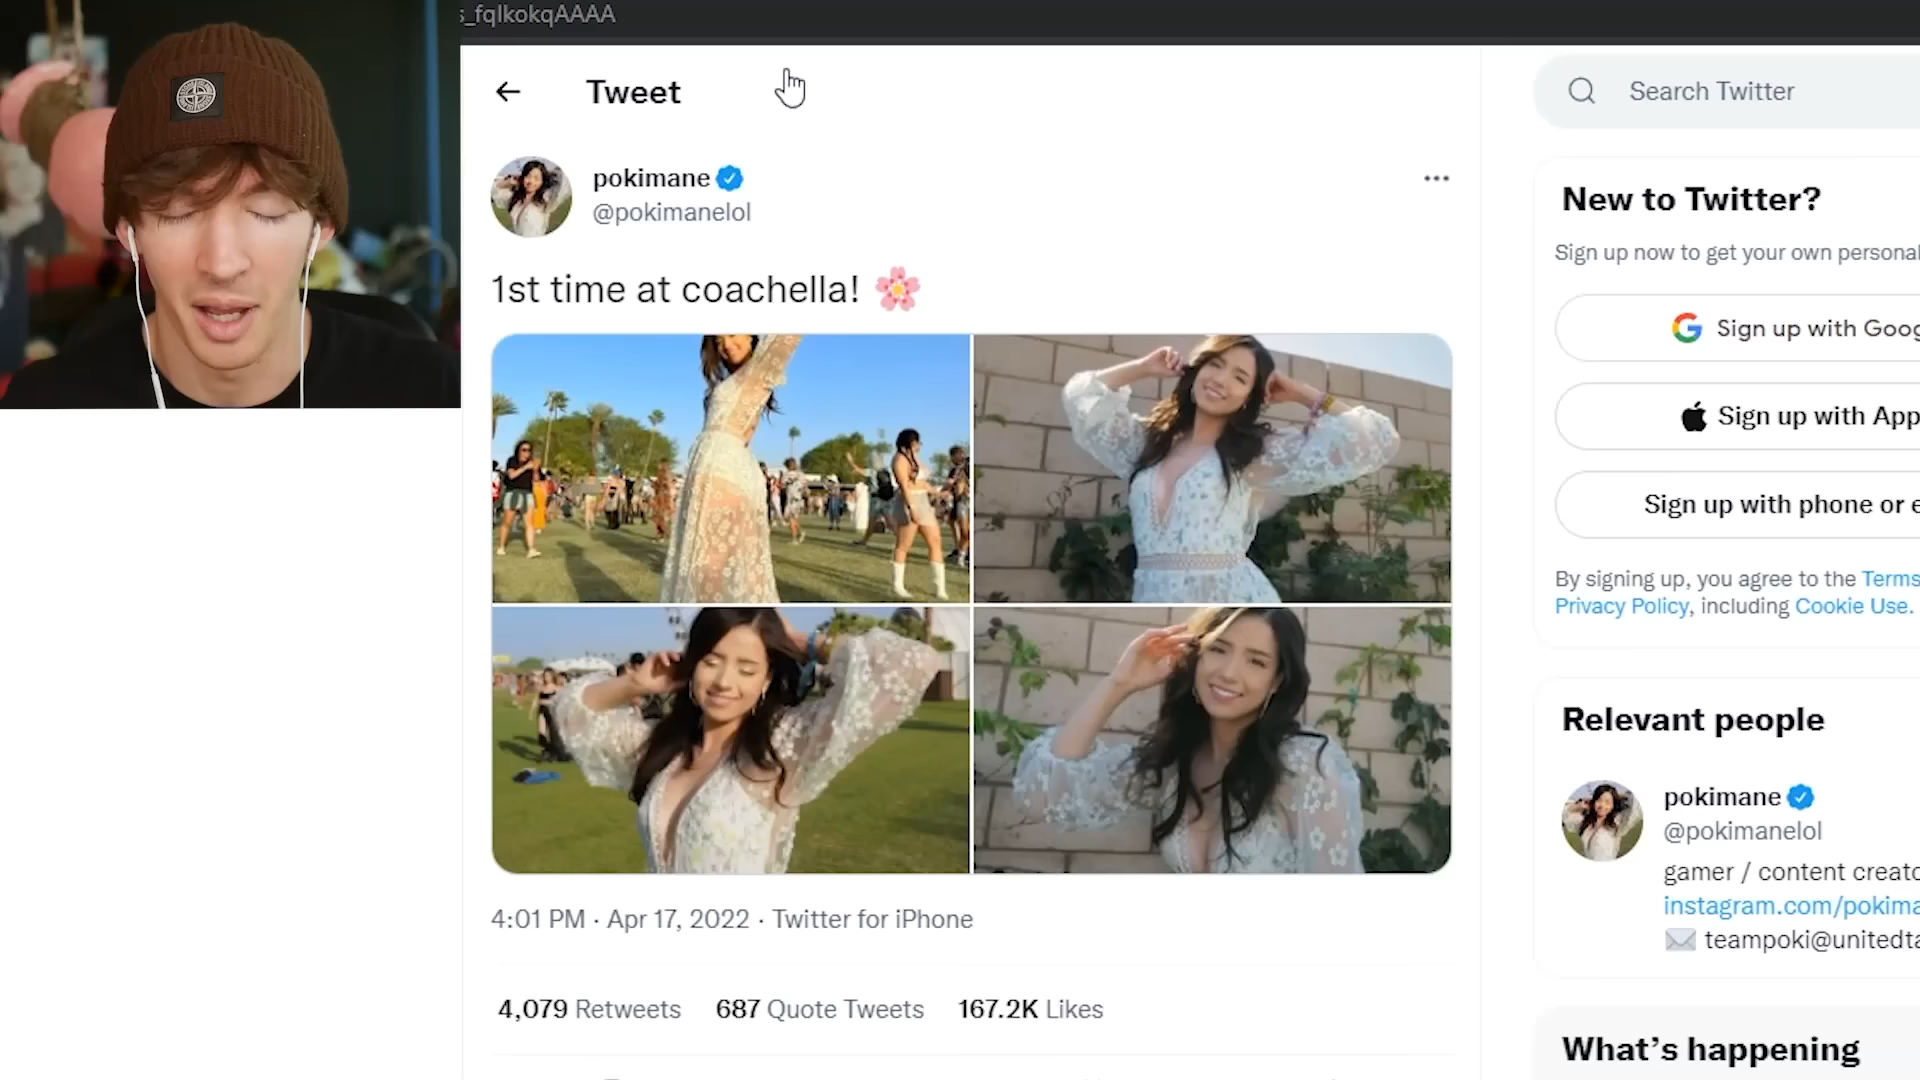 s_fqIkokqAAAA
Tweet
pokimane
@pokimanelol
1st time at coachella! 🌸
4:01 PM · Apr 17, 2022 · Twitter for iPhone
4,079 Retweets 687 Quote Tweets 167.2K Likes
Search Twitter
New to Twitter?
Sign up now to get your own personal
Sign up with Goog
Sign up with App
Sign up with phone or e
By signing up, you agree to the Terms
Privacy Policy, including Cookie Use.
Relevant people
pokimane
@pokimanelol
gamer / content creato
instagram.com/pokima
teampoki@unitedta
What's happening